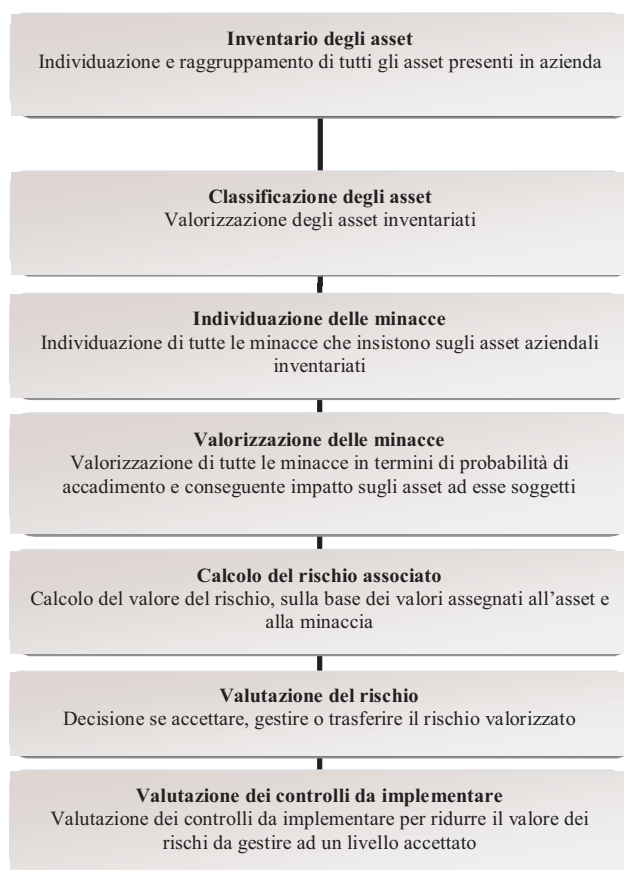 Inventario degli asset
Individuazione e raggruppamento di tutti gli asset presenti in azienda
Classificazione degli asset
Valorizzazione degli asset inventariati
Individuazione delle minacce
Individuazione di tutte le minacce che insistono sugli asset aziendali
inventariati
Valorizzazione delle minacce
Valorizzazione di tutte le minacce in termini di probabilità di
accadimento e conseguente impatto sugli asset ad esse soggetti
Calcolo del rischio associato
Calcolo del valore del rischio, sulla base dei valori assegnati all’asset e
alla minaccia
Valutazione del rischio
Decisione se accettare, gestire o trasferire il rischio valorizzato
Valutazione dei controlli da implementare
Valutazione dei controlli da implementare per ridurre il valore dei
rischi da gestire ad un livello accettato